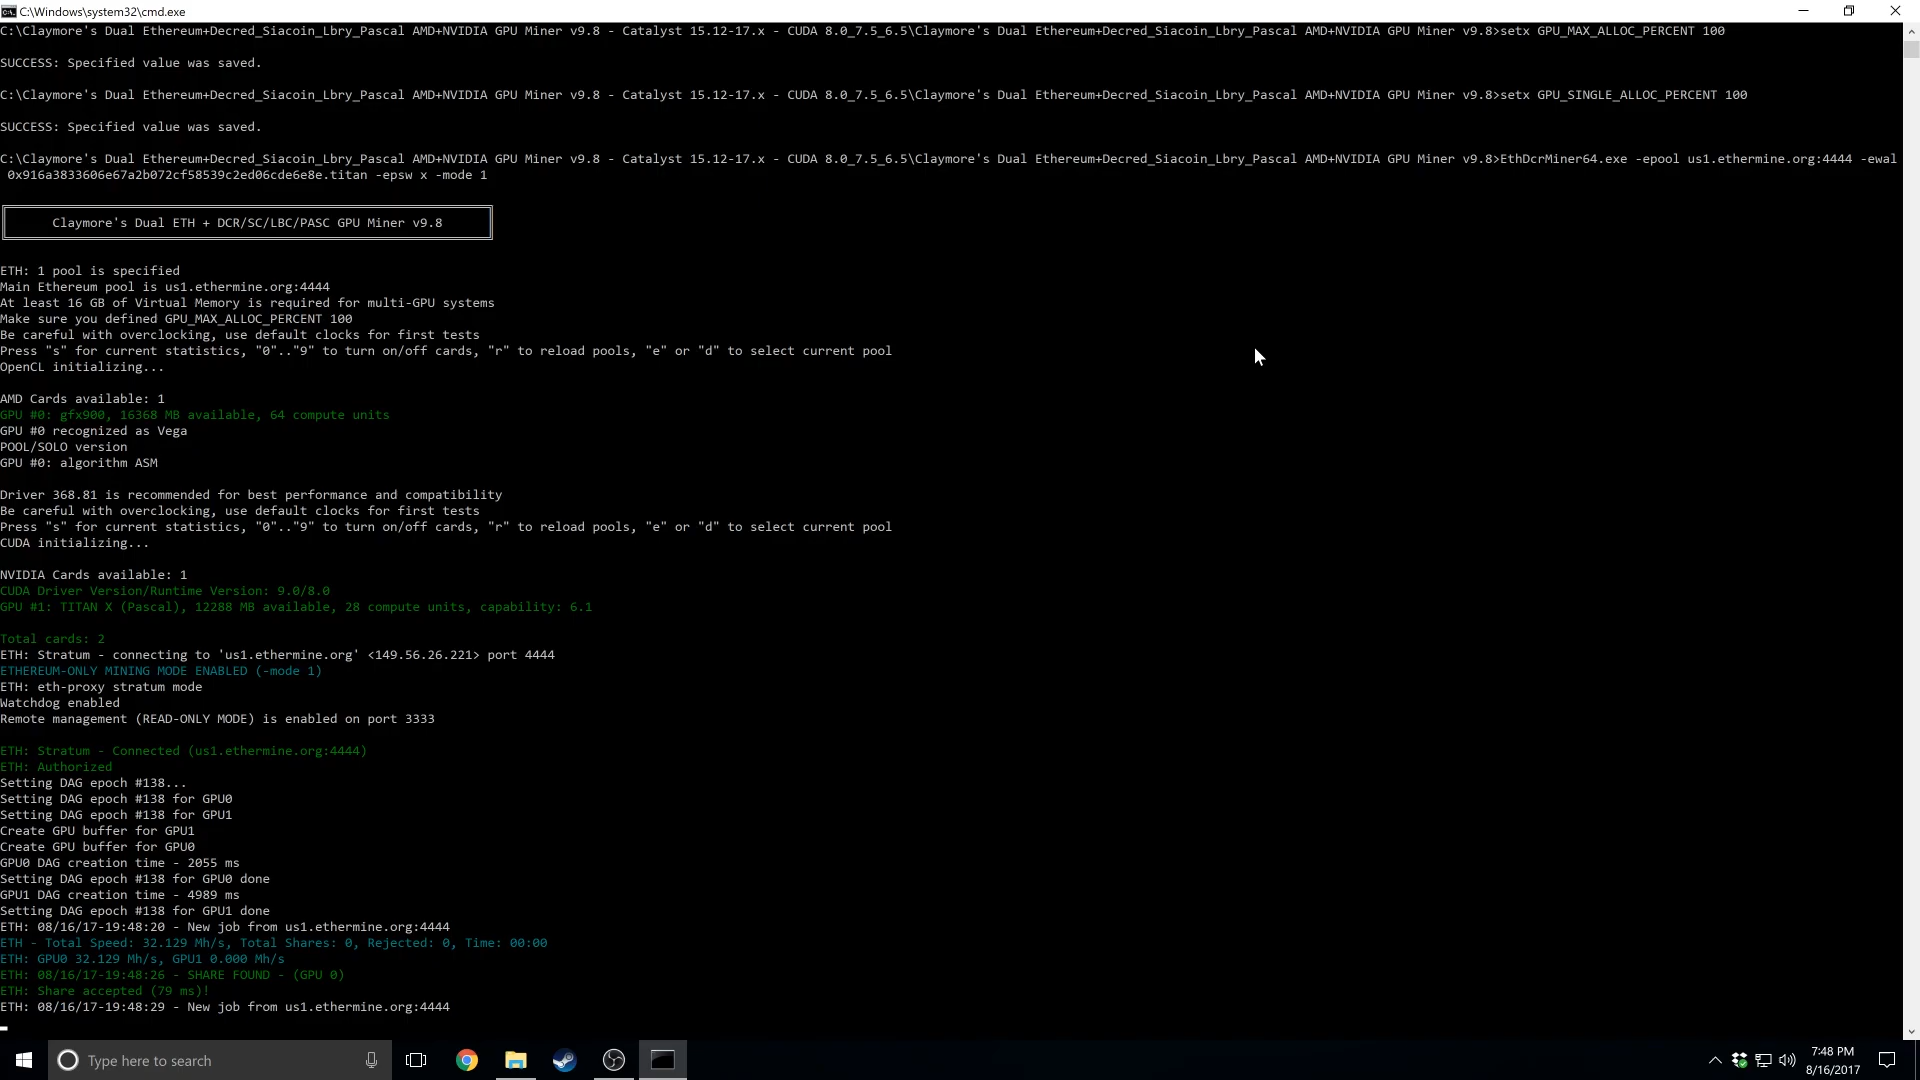 C:\Windows\system32\cmd.exe
C:\Claymore's Dual Ethereum+Decred_Siacoin_Lbry_Pascal AMD+NVIDIA GPU Miner v9.8 - Catalyst 15.12-17.x - CUDA 8.0_7.5_6.5\Claymore's Dual Ethereum+Decred_Siacoin_Lbry_Pascal AMD+NVIDIA GPU Miner v9.8>setx GPU_MAX_ALLOC_PERCENT 100
SUCCESS: Specified value was saved.
C:\Claymore's Dual Ethereum+Decred_Siacoin_Lbry_Pascal AMD+NVIDIA GPU Miner v9.8 - Catalyst 15.12-17.x - CUDA 8.0_7.5_6.5\Claymore's Dual Ethereum+Decred_Siacoin_Lbry_Pascal AMD+NVIDIA GPU Miner v9.8>setx GPU_SINGLE_ALLOC_PERCENT 100
SUCCESS: Specified value was saved.
C:\Claymore's Dual Ethereum+Decred_Siacoin_Lbry_Pascal AMD+NVIDIA GPU Miner v9.8 - Catalyst 15.12-17.x - CUDA 8.0_7.5_6.5\Claymore's Dual Ethereum+Decred_Siacoin_Lbry_Pascal AMD+NVIDIA GPU Miner v9.8>EthDcrMiner64.exe -epool us1.ethermine.org:4444 -ewal
0x916a3833606e67a2b072cf58539c2ed06cde6e8e.titan -epsw x -mode 1
Claymore's Dual ETH + DCR/SC/LBC/PASC GPU Miner v9.8
ETH: 1 pool is specified
Main Ethereum pool is us1.ethermine.org:4444
At least 16 GB of Virtual Memory is required for multi-GPU systems
Make sure you defined GPU_MAX_ALLOC_PERCENT 100
Be careful with overclocking, use default clocks for first tests
Press "s" for current statistics, "0".."9" to turn on/off cards, "r" to reload pools, "e" or "d" to select current pool
OpenCL initializing...
AMD Cards available: 1
GPU #0: gfx900, 16368 MB available, 64 compute units
GPU #0 recognized as Vega
POOL/SOLO version
GPU #0: algorithm ASM
Driver 368.81 is recommended for best performance and compatibility
Be careful with overclocking, use default clocks for first tests
Press "s" for current statistics, "0".."9" to turn on/off cards, "r" to reload pools, "e" or "d" to select current pool
CUDA initializing...
NVIDIA Cards available: 1
CUDA Driver Version/Runtime Version: 9.0/8.0
GPU #1: TITAN X (Pascal), 12288 MB available, 28 compute units, capability: 6.1
Total cards: 2
ETH: Stratum - connecting to 'us1.ethermine.org' <149.56.26.221> port 4444
ETHEREUM-ONLY MINING MODE ENABLED (-mode 1)
ETH: eth-proxy stratum mode
Watchdog enabled
Remote management (READ-ONLY MODE) is enabled on port 3333
ETH: Stratum - Connected (us1.ethermine.org:4444)
ETH: Authorized
Setting DAG epoch #138...
Setting DAG epoch #138 for GPU0
Setting DAG epoch #138 for GPU1
Create GPU buffer for GPU1
Create GPU buffer for GPU0
GPU0 DAG creation time - 2055 ms
Setting DAG epoch #138 for GPU0 done
GPU1 DAG creation time - 4989 ms
Setting DAG epoch #138 for GPU1 done
ETH: 08/16/17-19:48:20 - New job from us1.ethermine.org:4444
ETH - Total Speed: 32.129 Mh/s, Total Shares: 0, Rejected: 0, Time: 00:00
ETH: GPU0 32.129 Mh/s, GPU1 0.000 Mh/s
ETH: 08/16/17-19:48:26 - SHARE FOUND - (GPU 0)
ETH: Share accepted (79 ms)!
ETH: 08/16/17-19:48:29 - New job from us1.ethermine.org:4444
Type here to search
7:48 PM
8/16/2017